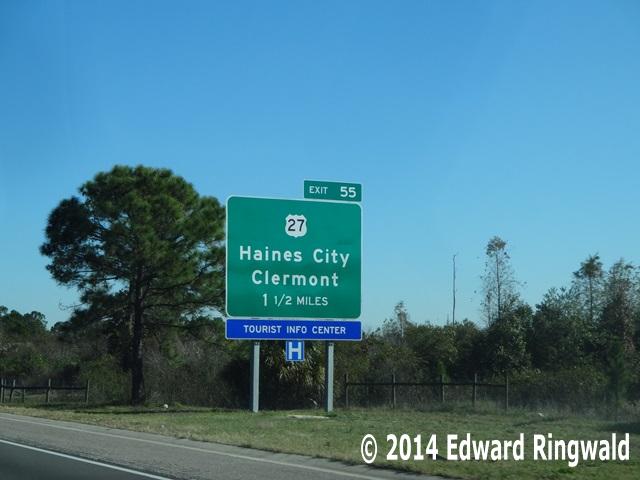 EXIT 55
27
Haines City
Clermont
1 1/2 MILES
TOURIST INFO CENTER
H
© 2014 Edward Ringwald